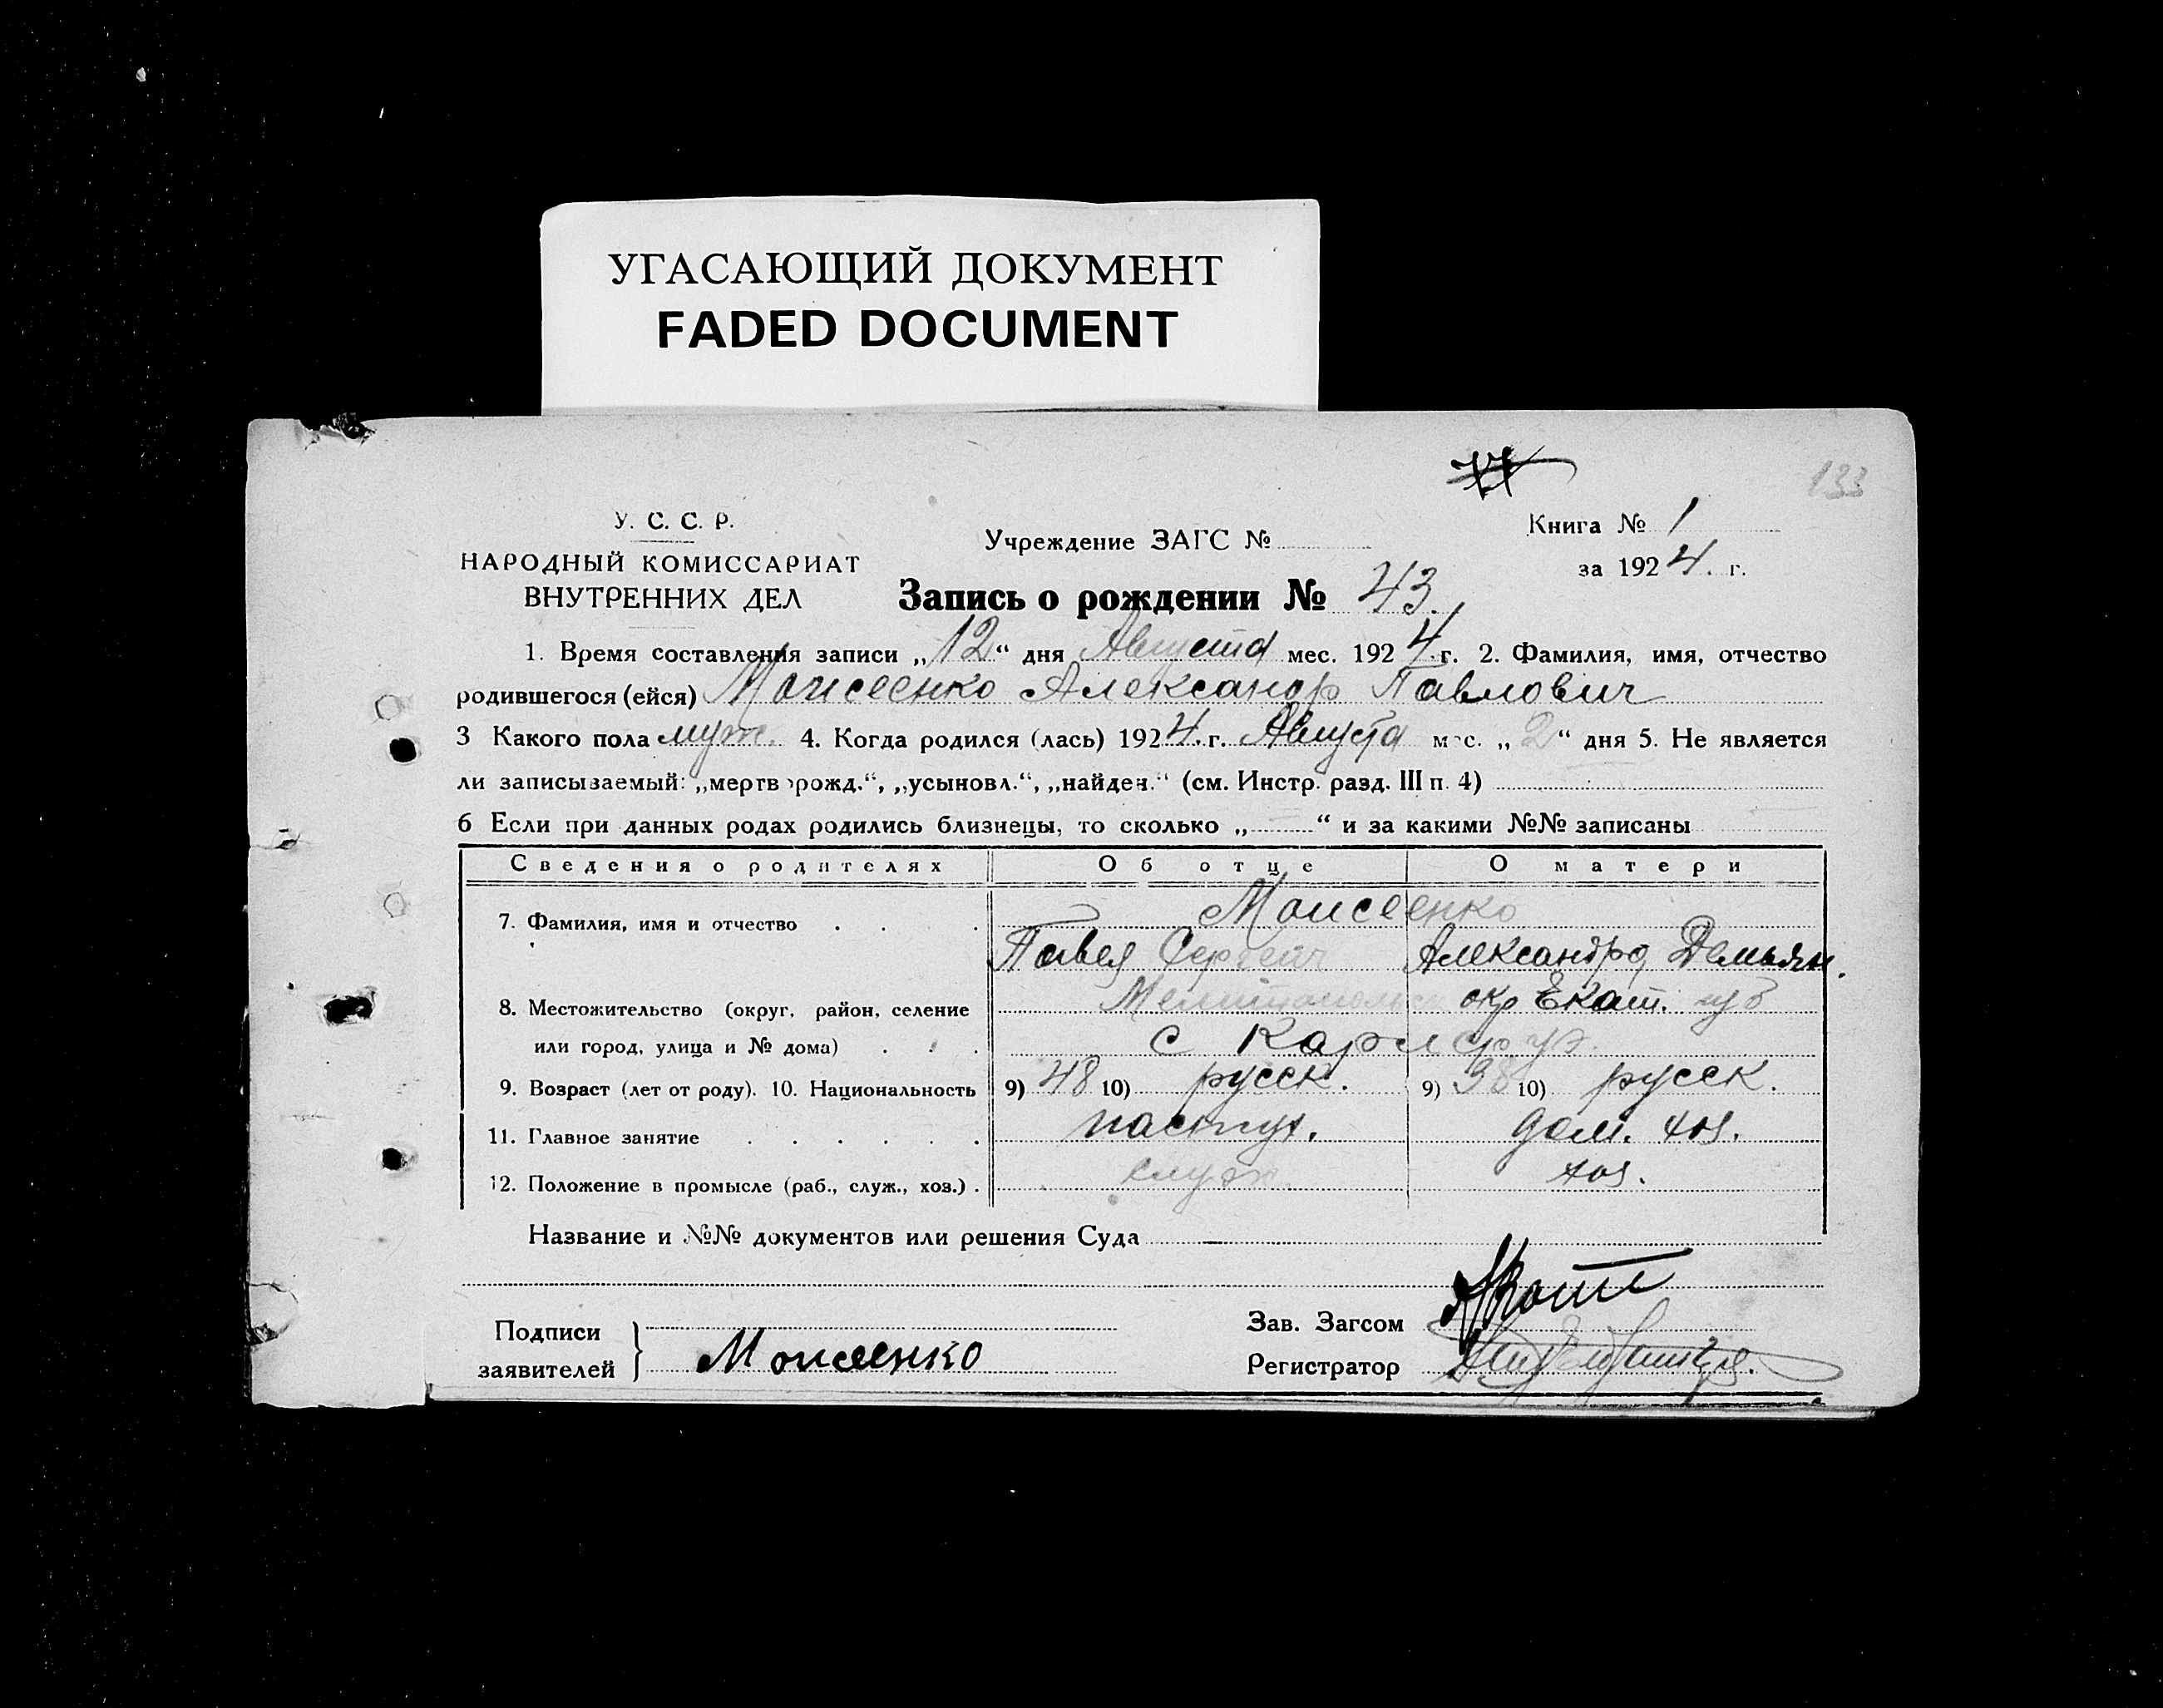 УГАСАЮЩИЙ ДОКУМЕНТ
FADED DOCUMENT
133
У. С. С. Р.
НАРОДНЫЙ КОМИССАРИАТ
ВНУТРЕННИХ ДЕЛ
Учреждение ЗАГС №
Книга № 1
за 1924. г.
Запись о рождении № 43.
1. Время составления записи „12“ дня Августа мес. 1924 г. 2. Фамилия, имя, отчество
родившегося (ейся) Моисеенко Александр Павлович
3 Какого пола муж. 4. Когда родился (лась) 1924. г. Августа мес. „2“ дня 5. Не является
ли записываемый: „мертворожд.“, „усыновл.“, „найден.“ (см. Инстр. разд. III п. 4)
6 Если при данных родах родились близнецы, то сколько „ “ и за какими №№ записаны
Сведения о родителях Об отце О матери
7. Фамилия, имя и отчество Моисеенко
Павел Сергеич Александра Демьян.
8. Местожительство (округ, район, селение Мелитопольск окр Екат. губ
или город, улица и № дома) с Карлсруэ.
9. Возраст (лет от роду). 10. Национальность 9) 48 10) русск. 9) 38 10) русск.
11. Главное занятие пастух. дом. хоз.
12. Положение в промысле (раб., служ., хоз.) служ. хоз.
Название и №№ документов или решения Суда —
Подписи
заявителей } Моисеенко
Зав. Загсом
Регистратор